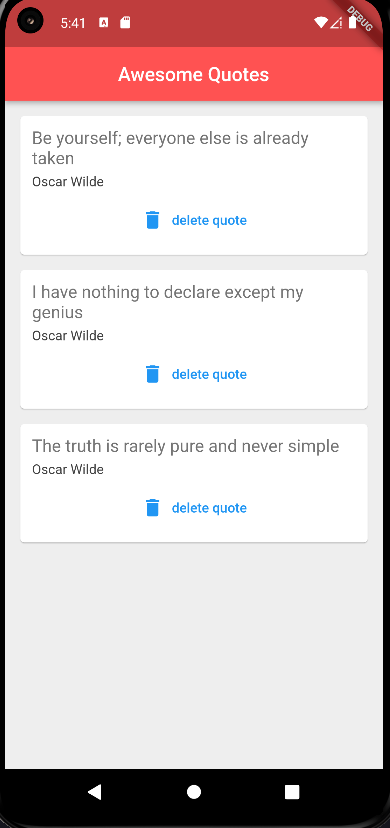 5:41
DEBUG
Awesome Quotes
Be yourself; everyone else is already
taken
Oscar Wilde
delete quote
I have nothing to declare except my
genius
Oscar Wilde
delete quote
The truth is rarely pure and never simple
Oscar Wilde
delete quote